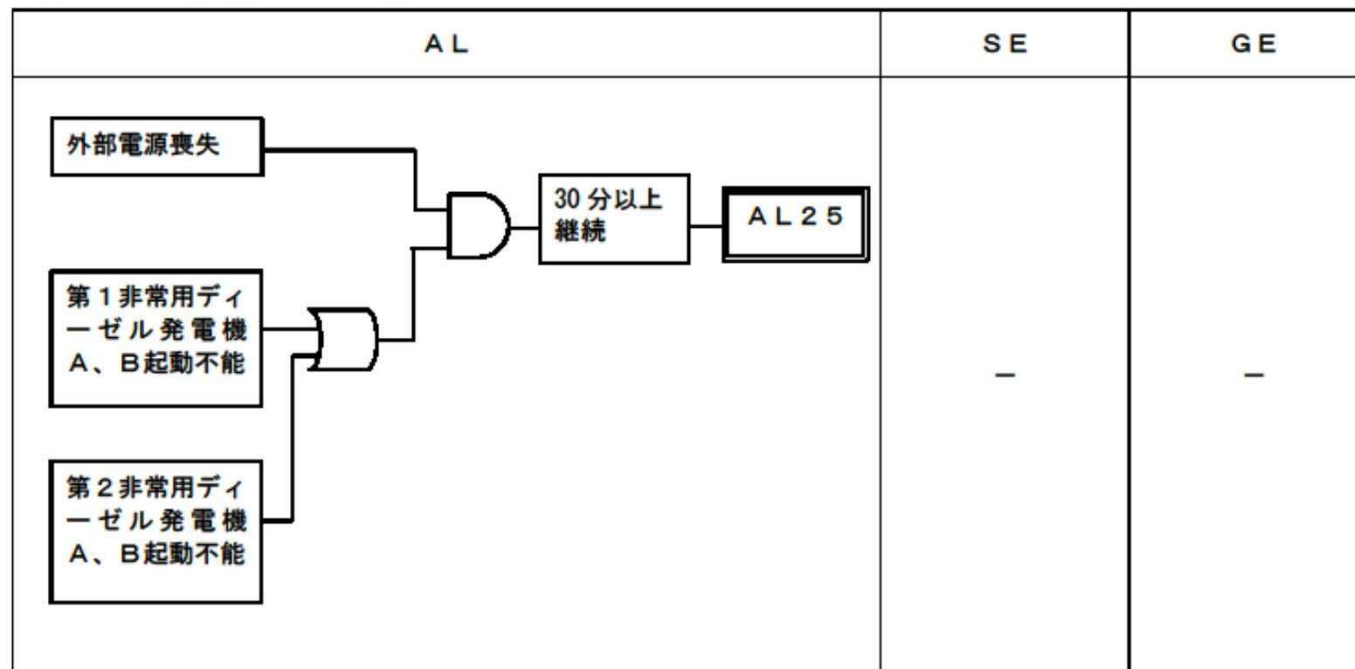 AL SE GE
外部電源喪失
30分以上
継続
AL25
第1非常用ディ
ーゼル発電機
A、B起動不能
第2非常用ディ
ーゼル発電機
A、B起動不能
– –